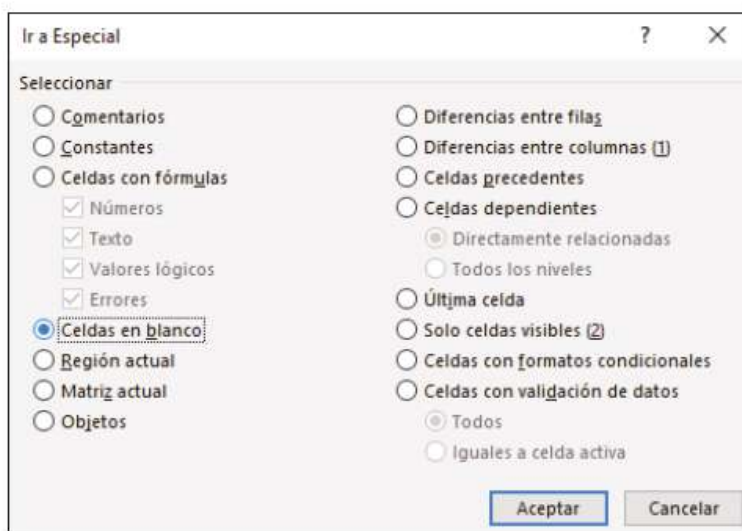 Ir a Especial
?
Seleccionar
Comentarios
Constantes
Celdas con fórmulas
Números
Texto
Valores lógicos
Errores
Celdas en blanco
Región actual
Matriz actual
Objetos
Diferencias entre filas
Diferencias entre columnas (1)
Celdas precedentes
Celdas dependientes
Directamente relacionadas
Todos los niveles
Última celda
Solo celdas visibles (2)
Celdas con formatos condicionales
Celdas con validación de datos
Todos
Iguales a celda activa
Aceptar
Cancelar